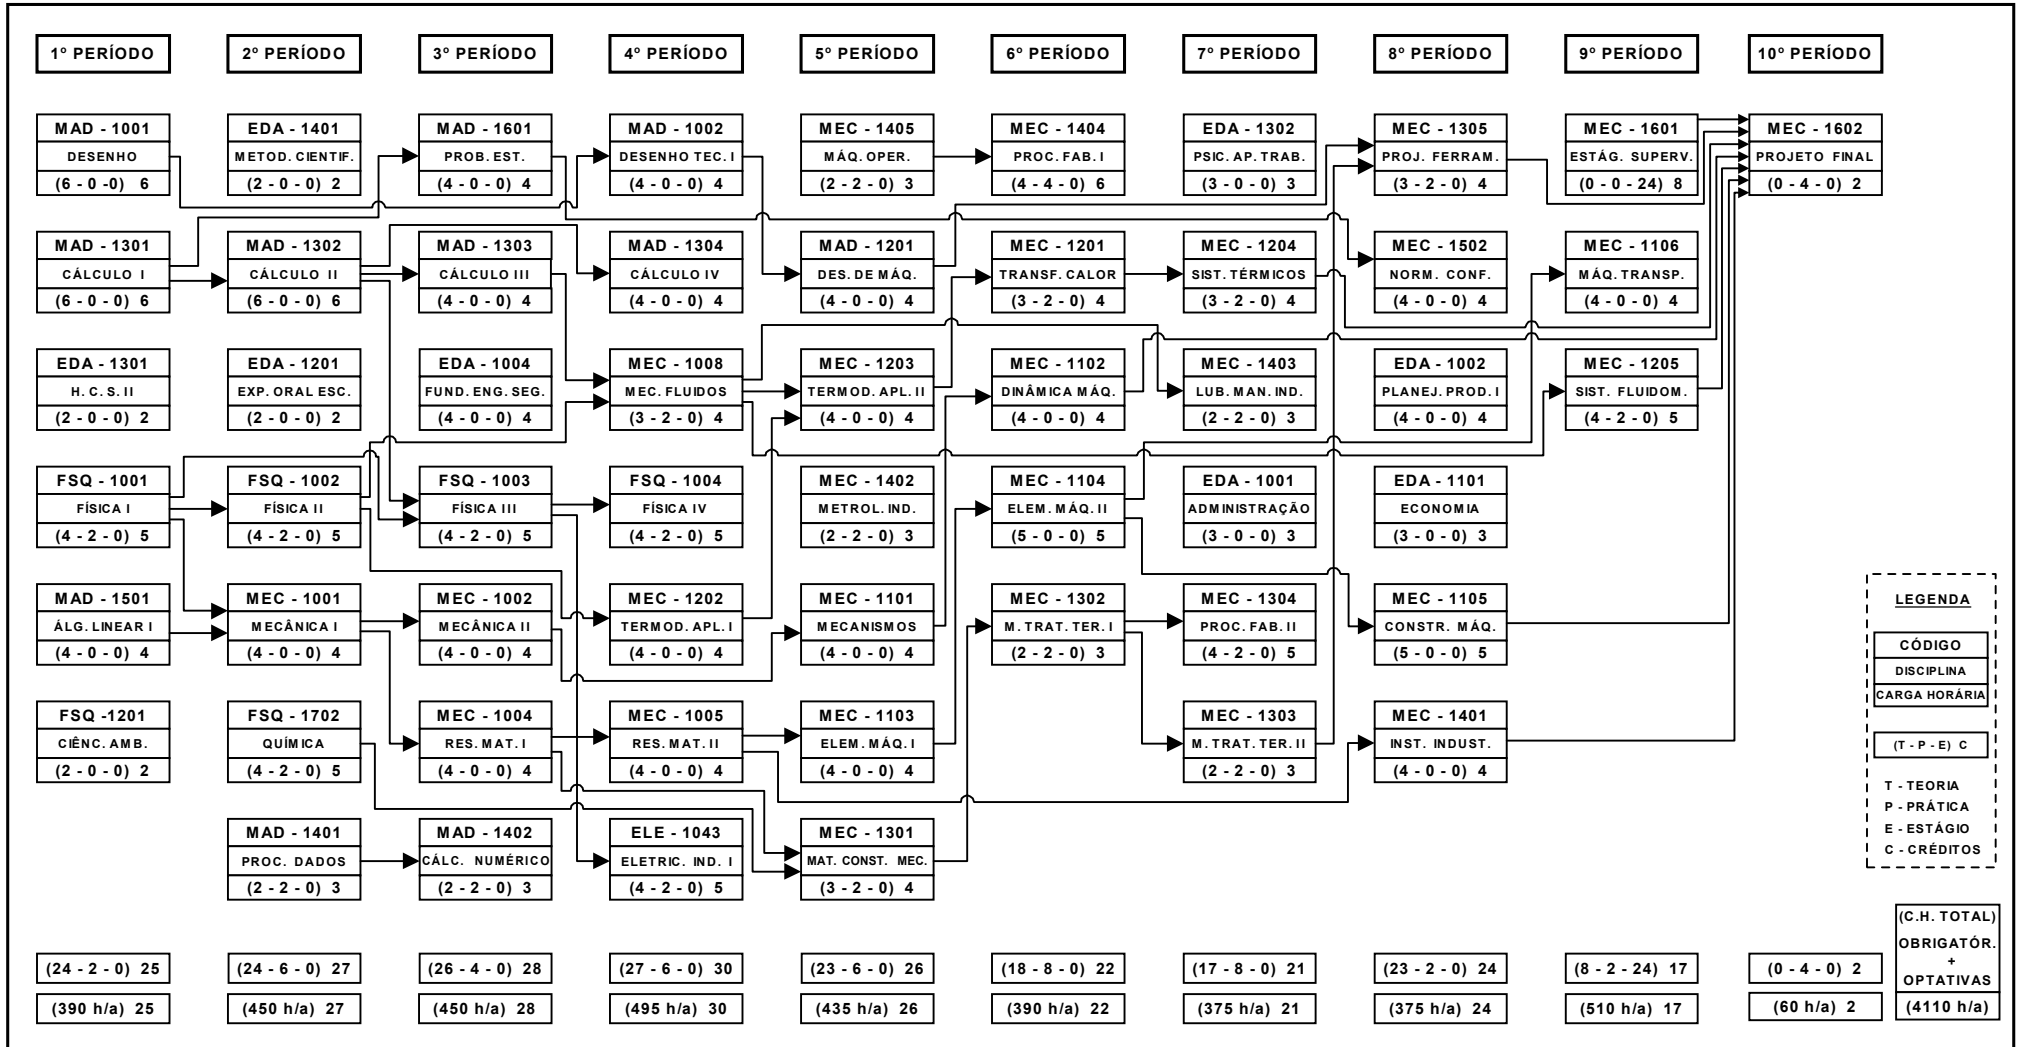 1º PERÍODO
2º PERÍODO
3º PERÍODO
4º PERÍODO
5º PERÍODO
6º PERÍODO
7º PERÍODO
8º PERÍODO
9º PERÍODO
10º PERÍODO
MAD - 1001
DESENHO
(6 - 0 -0) 6
EDA - 1401
METOD. CIENTIF.
(2 - 0 - 0) 2
MAD - 1601
PROB. EST.
(4 - 0 - 0) 4
MAD - 1002
DESENHO TEC. I
(4 - 0 - 0) 4
MEC - 1405
MÁQ. OPER.
(2 - 2 - 0) 3
MEC - 1404
PROC. FAB. I
(4 - 4 - 0) 6
EDA - 1302
PSIC. AP. TRAB.
(3 - 0 - 0) 3
MEC - 1305
PROJ. FERRAM.
(3 - 2 - 0) 4
MEC - 1601
ESTÁG. SUPERV.
(0 - 0 - 24) 8
MEC - 1602
PROJETO FINAL
(0 - 4 - 0) 2
MAD - 1301
CÁLCULO I
(6 - 0 - 0) 6
MAD - 1302
CÁLCULO II
(6 - 0 - 0) 6
MAD - 1303
CÁLCULO III
(4 - 0 - 0) 4
MAD - 1304
CÁLCULO IV
(4 - 0 - 0) 4
MAD - 1201
DES. DE MÁQ.
(4 - 0 - 0) 4
MEC - 1201
TRANSF. CALOR
(3 - 2 - 0) 4
MEC - 1204
SIST. TÉRMICOS
(3 - 2 - 0) 4
MEC - 1502
NORM. CONF.
(4 - 0 - 0) 4
MEC - 1106
MÁQ. TRANSP.
(4 - 0 - 0) 4
EDA - 1301
H. C. S. II
(2 - 0 - 0) 2
EDA - 1201
EXP. ORAL ESC.
(2 - 0 - 0) 2
EDA - 1004
FUND. ENG. SEG.
(4 - 0 - 0) 4
MEC - 1008
MEC. FLUIDOS
(3 - 2 - 0) 4
MEC - 1203
TERMOD. APL. II
(4 - 0 - 0) 4
MEC - 1102
DINÂMICA MÁQ.
(4 - 0 - 0) 4
MEC - 1403
LUB. MAN. IND.
(2 - 2 - 0) 3
EDA - 1002
PLANEJ. PROD. I
(4 - 0 - 0) 4
MEC - 1205
SIST. FLUIDOM.
(4 - 2 - 0) 5
FSQ - 1001
FÍSICA I
(4 - 2 - 0) 5
FSQ - 1002
FÍSICA II
(4 - 2 - 0) 5
FSQ - 1003
FÍSICA III
(4 - 2 - 0) 5
FSQ - 1004
FÍSICA IV
(4 - 2 - 0) 5
MEC - 1402
METROL. IND.
(2 - 2 - 0) 3
MEC - 1104
ELEM. MÁQ. II
(5 - 0 - 0) 5
EDA - 1001
ADMINISTRAÇÃO
(3 - 0 - 0) 3
EDA - 1101
ECONOMIA
(3 - 0 - 0) 3
MAD - 1501
ÁLG. LINEAR I
(4 - 0 - 0) 4
MEC - 1001
MECÂNICA I
(4 - 0 - 0) 4
MEC - 1002
MECÂNICA II
(4 - 0 - 0) 4
MEC - 1202
TERMOD. APL. I
(4 - 0 - 0) 4
MEC - 1101
MECANISMOS
(4 - 0 - 0) 4
MEC - 1302
M. TRAT. TER. I
(2 - 2 - 0) 3
MEC - 1304
PROC. FAB. II
(4 - 2 - 0) 5
MEC - 1105
CONSTR. MÁQ.
(5 - 0 - 0) 5
FSQ -1201
CIÊNC. AMB.
(2 - 0 - 0) 2
FSQ - 1702
QUÍMICA
(4 - 2 - 0) 5
MEC - 1004
RES. MAT. I
(4 - 0 - 0) 4
MEC - 1005
RES. MAT. II
(4 - 0 - 0) 4
MEC - 1103
ELEM. MÁQ. I
(4 - 0 - 0) 4
MEC - 1303
M. TRAT. TER. II
(2 - 2 - 0) 3
MEC - 1401
INST. INDUST.
(4 - 0 - 0) 4
MAD - 1401
PROC. DADOS
(2 - 2 - 0) 3
MAD - 1402
CÁLC. NUMÉRICO
(2 - 2 - 0) 3
ELE - 1043
ELETRIC. IND. I
(4 - 2 - 0) 5
MEC - 1301
MAT. CONST. MEC.
(3 - 2 - 0) 4
LEGENDA
CÓDIGO
DISCIPLINA
CARGA HORÁRIA
(T - P - E) C
T - TEORIA
P - PRÁTICA
E - ESTÁGIO
C - CRÉDITOS
(24 - 2 - 0) 25
(24 - 6 - 0) 27
(26 - 4 - 0) 28
(27 - 6 - 0) 30
(23 - 6 - 0) 26
(18 - 8 - 0) 22
(17 - 8 - 0) 21
(23 - 2 - 0) 24
(8 - 2 - 24) 17
(0 - 4 - 0) 2
(390 h/a) 25
(450 h/a) 27
(450 h/a) 28
(495 h/a) 30
(435 h/a) 26
(390 h/a) 22
(375 h/a) 21
(375 h/a) 24
(510 h/a) 17
(60 h/a) 2
(C.H. TOTAL)
OBRIGATÓR.
+
OPTATIVAS
(4110 h/a)